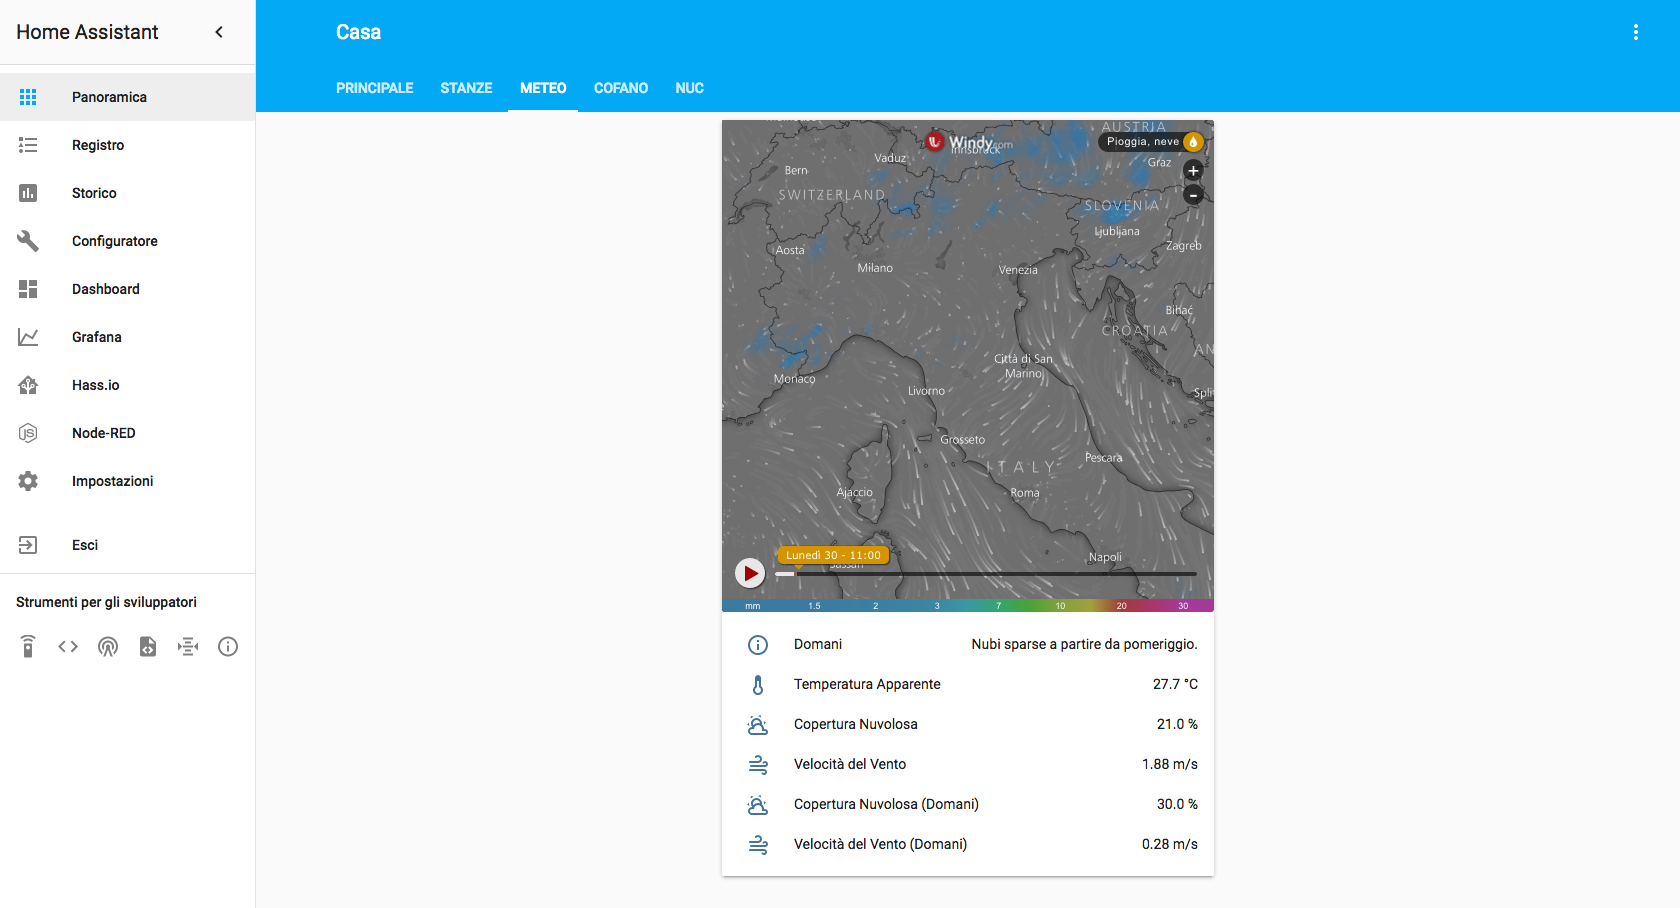 Home Assistant
Panoramica
Registro
Storico
Configuratore
Dashboard
Grafana
Hass.io
Node-RED
Impostazioni
Esci
Strumenti per gli sviluppatori
Casa
PRINCIPALE STANZE METEO COFANO NUC
AUSTRIA
Windy.com
Pioggia, neve
Innsbruck
Vaduz
Graz
Bern
SWITZERLAND
SLOVENIA
Ljubljana
Zagreb
Aosta
Milano
Venezia
Bihać
CROATIA
Città di San
Marino
Monaco
Livorno
Grosseto
ITALY
Pescara
Ajaccio
Roma
Napoli
Lunedì 30 - 11:00
Sassari
mm 1.5 2 3 7 10 20 30
Domani Nubi sparse a partire da pomeriggio.
Temperatura Apparente 27.7 °C
Copertura Nuvolosa 21.0 %
Velocità del Vento 1.88 m/s
Copertura Nuvolosa (Domani) 30.0 %
Velocità del Vento (Domani) 0.28 m/s